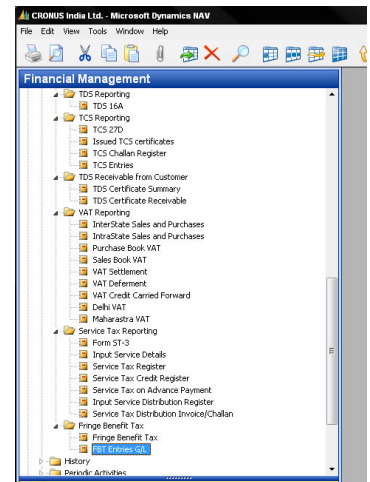 CRONUS India Ltd. - Microsoft Dynamics NAV
File Edit View Tools Window Help
Financial Management
TDS Reporting
TDS 16A
TCS Reporting
TCS 27D
Issued TCS certificates
TCS Challan Register
TCS Entries
TDS Receivable from Customer
TDS Certificate Summary
TDS Certificate Receivable
VAT Reporting
InterState Sales and Purchases
IntraState Sales and Purchases
Purchase Book VAT
Sales Book VAT
VAT Settlement
VAT Deferment
VAT Credit Carried Forward
Delhi VAT
Maharastra VAT
Service Tax Reporting
Form ST-3
Input Service Details
Service Tax Register
Service Tax Credit Register
Service Tax on Advance Payment
Input Service Distribution Register
Service Tax Distribution Invoice/Challan
Fringe Benefit Tax
Fringe Benefit Tax
FBT Entries G/L
History
Periodic Activities